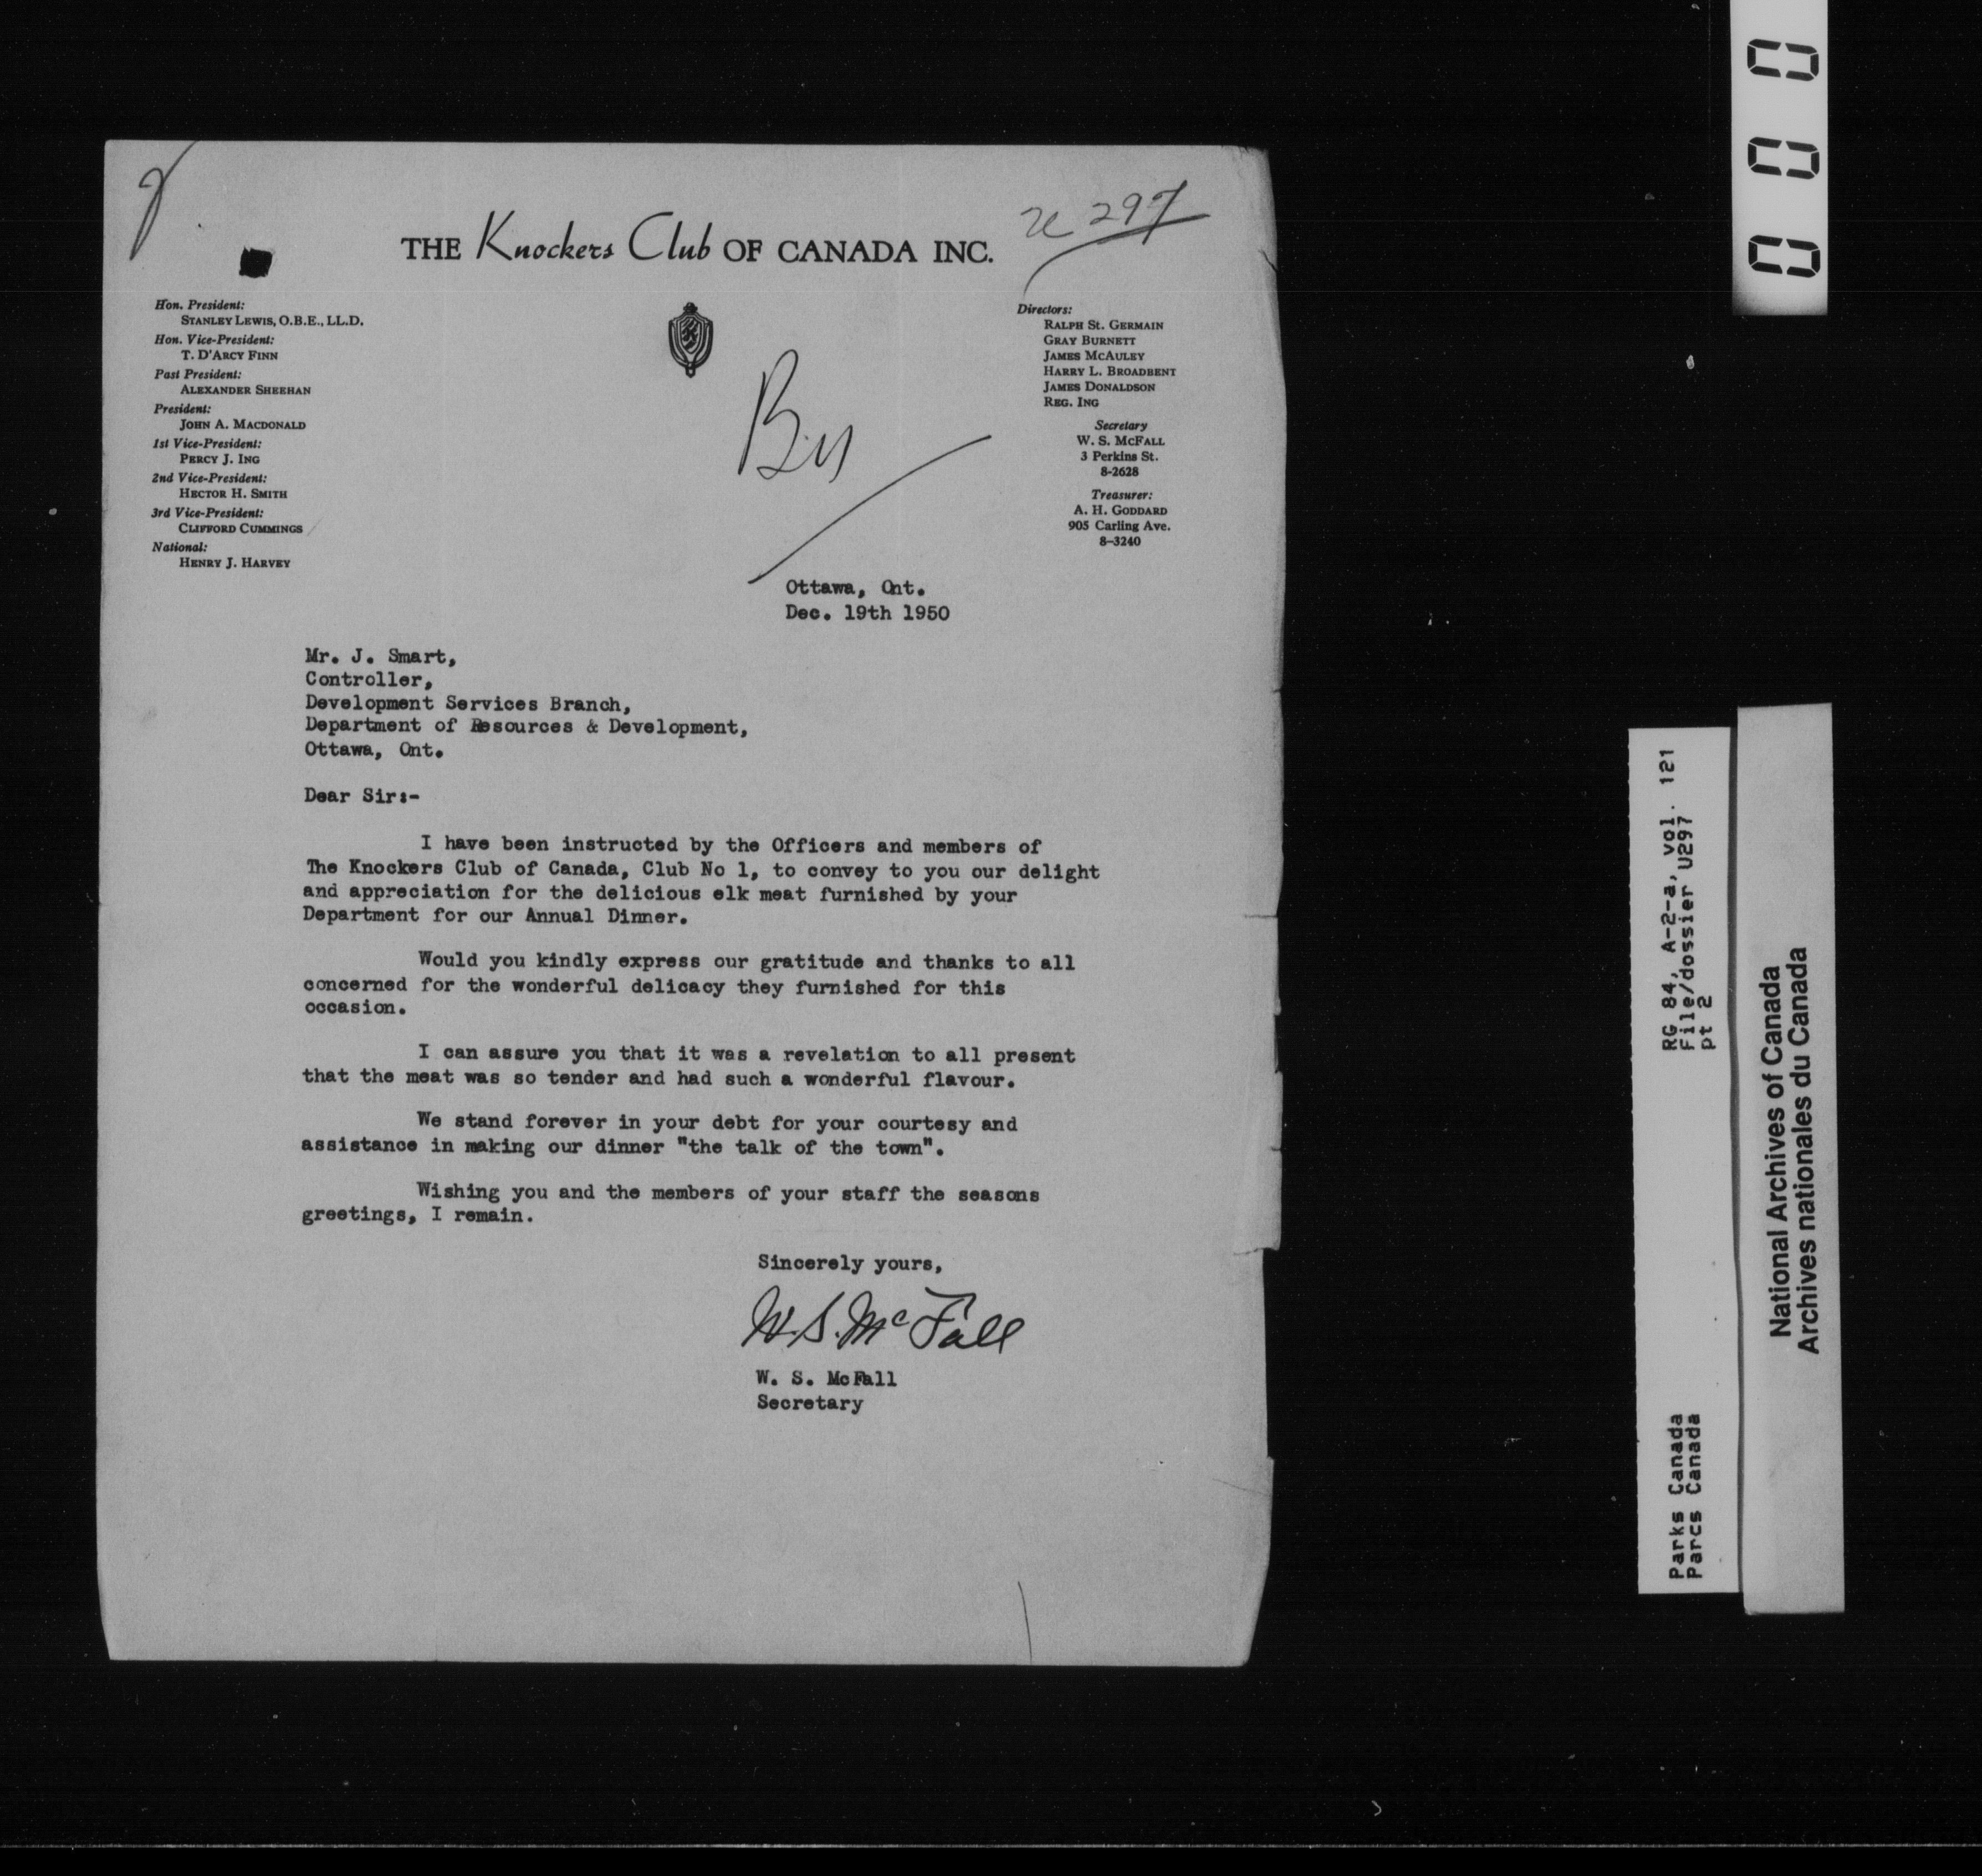 U 297
THE Knockers Club OF CANADA INC.
Hon. President:
STANLEY LEWIS, O.B.E., LL.D.
Hon. Vice-President:
T. D'ARCY FINN
Past President:
ALEXANDER SHEEHAN
President:
JOHN A. MACDONALD
1st Vice-President:
PERCY J. ING
2nd Vice-President:
HECTOR H. SMITH
3rd Vice-President:
CLIFFORD CUMMINGS
National:
HENRY J. HARVEY
Directors:
RALPH St. GERMAIN
GRAY BURNETT
JAMES MCAULEY
HARRY L. BROADBENT
JAMES DONALDSON
REG. ING
Secretary
W. S. MCFALL
3 Perkins St.
8-2628
Treasurer:
A. H. GODDARD
905 Carling Ave.
8-3240
Ottawa, Ont.
Dec. 19th 1950
Mr. J. Smart,
Controller,
Development Services Branch,
Department of Resources & Development,
Ottawa, Ont.
Dear Sir:-
I have been instructed by the Officers and members of
The Knockers Club of Canada, Club No 1, to convey to you our delight
and appreciation for the delicious elk meat furnished by your
Department for our Annual Dinner.
Would you kindly express our gratitude and thanks to all
concerned for the wonderful delicacy they furnished for this
occasion.
I can assure you that it was a revelation to all present
that the meat was so tender and had such a wonderful flavour.
We stand forever in your debt for your courtesy and
assistance in making our dinner "the talk of the town".
Wishing you and the members of your staff the seasons
greetings, I remain.
Sincerely yours,
W. S. McFall
W. S. McFall
Secretary
000
RG 84, A-2-a, vol. 121
File/dossier U297
pt 2
Parks Canada
Parcs Canada
National Archives of Canada
Archives nationales du Canada